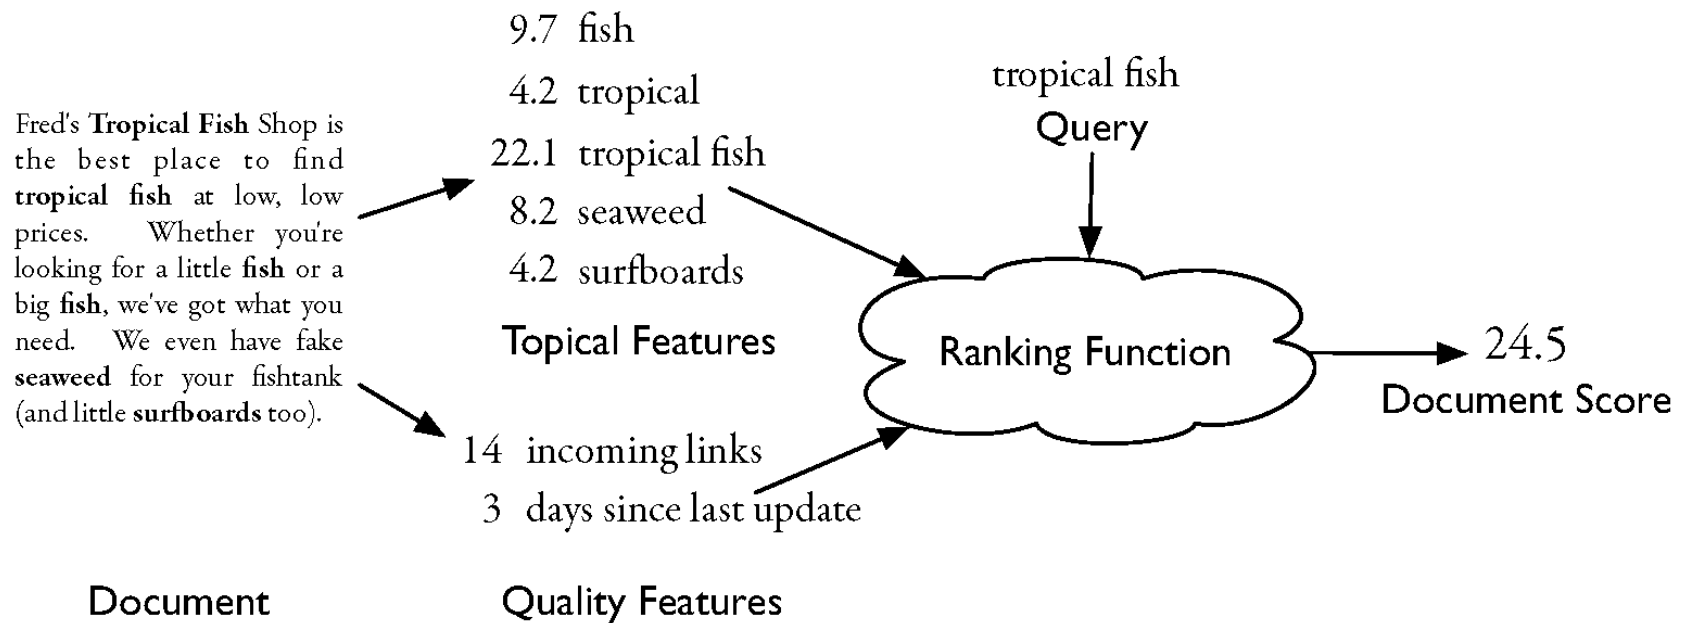 Fred's Tropical Fish Shop is
the best place to find
tropical fish at low, low
prices. Whether you're
looking for a little fish or a
big fish, we've got what you
need. We even have fake
seaweed for your fishtank
(and little surfboards too).
Document
9.7 fish
4.2 tropical
22.1 tropical fish
8.2 seaweed
4.2 surfboards
Topical Features
14 incoming links
3 days since last update
Quality Features
tropical fish
Query
Ranking Function
24.5
Document Score